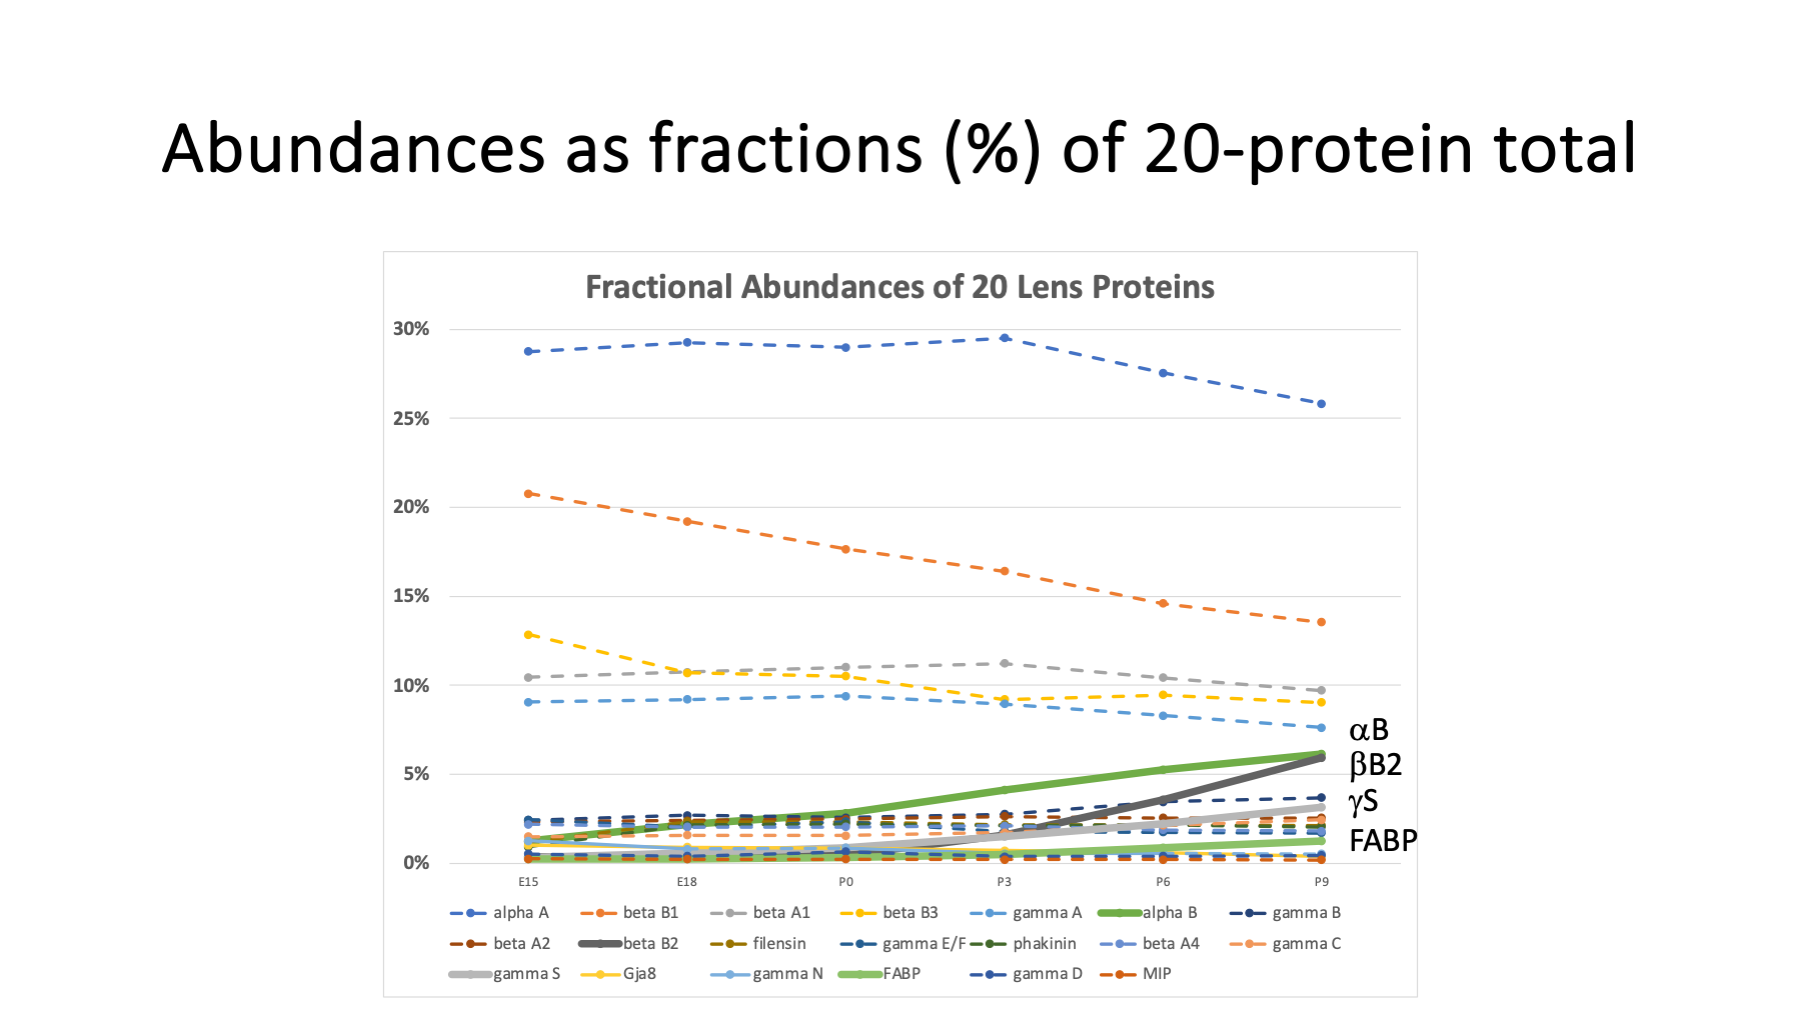 Abundances as fractions (%) of 20-protein total
Fractional Abundances of 20 Lens Proteins
30%
25%
20%
15%
10%
5%
0%
αB
βB2
γS
FABP
E15 E18 P0 P3 P6 P9
alpha A beta B1 beta A1 beta B3 gamma A alpha B gamma B
beta A2 beta B2 filensin gamma E/F phakinin beta A4 gamma C
gamma S Gja8 gamma N FABP gamma D MIP